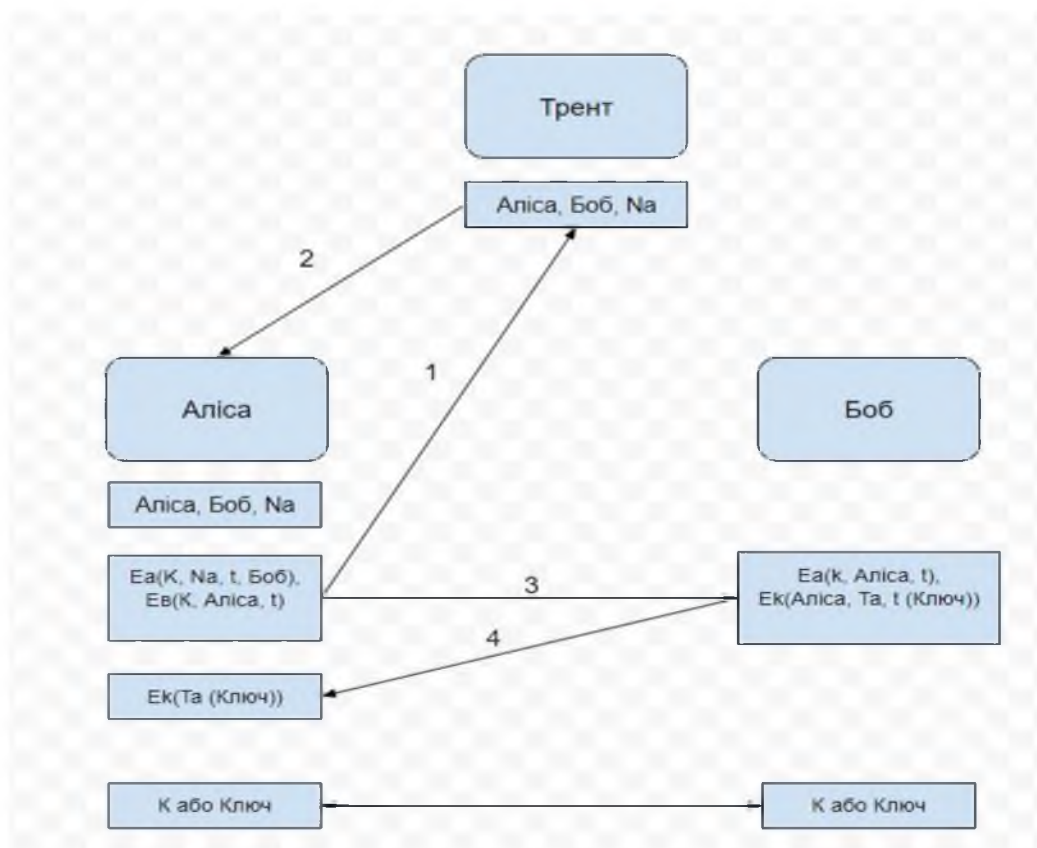 Трент
Аліса, Боб, Na
2
1
Аліса
Боб
Аліса, Боб, Na
Ea(K, Na, t, Боб),
Ев(К, Аліса, t)
3
Ea(k, Аліса, t),
Ek(Аліса, Ta, t (Ключ))
4
Ek(Ta (Ключ))
К або Ключ
К або Ключ